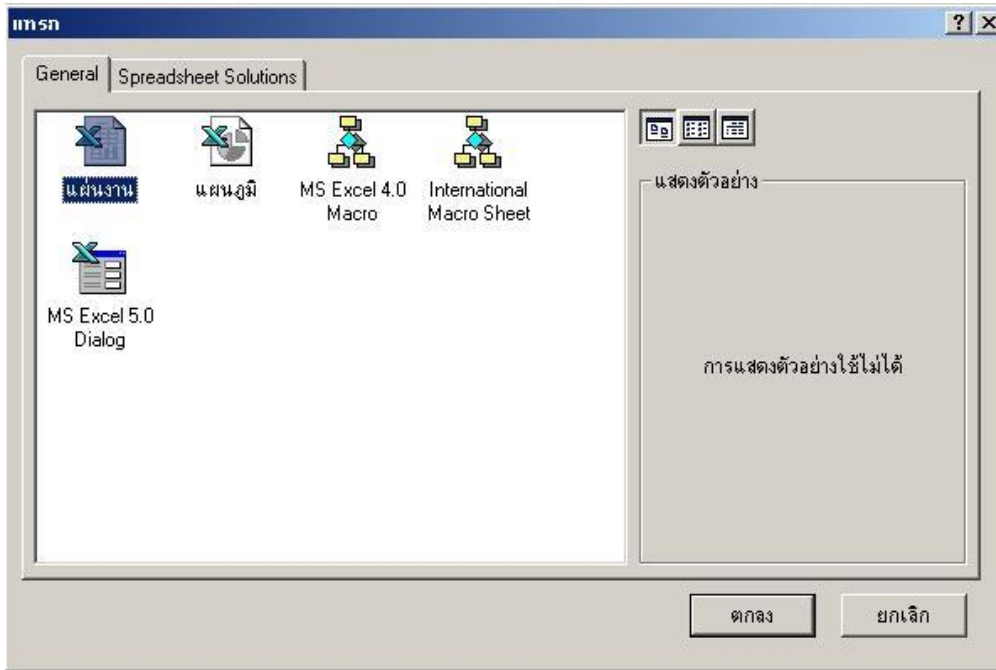 แทรก
General
Spreadsheet Solutions
แผ่นงาน
แผนภูมิ
MS Excel 4.0
Macro
International
Macro Sheet
MS Excel 5.0
Dialog
แสดงตัวอย่าง
การแสดงตัวอย่างใช้ไม่ได้
ตกลง
ยกเลิก